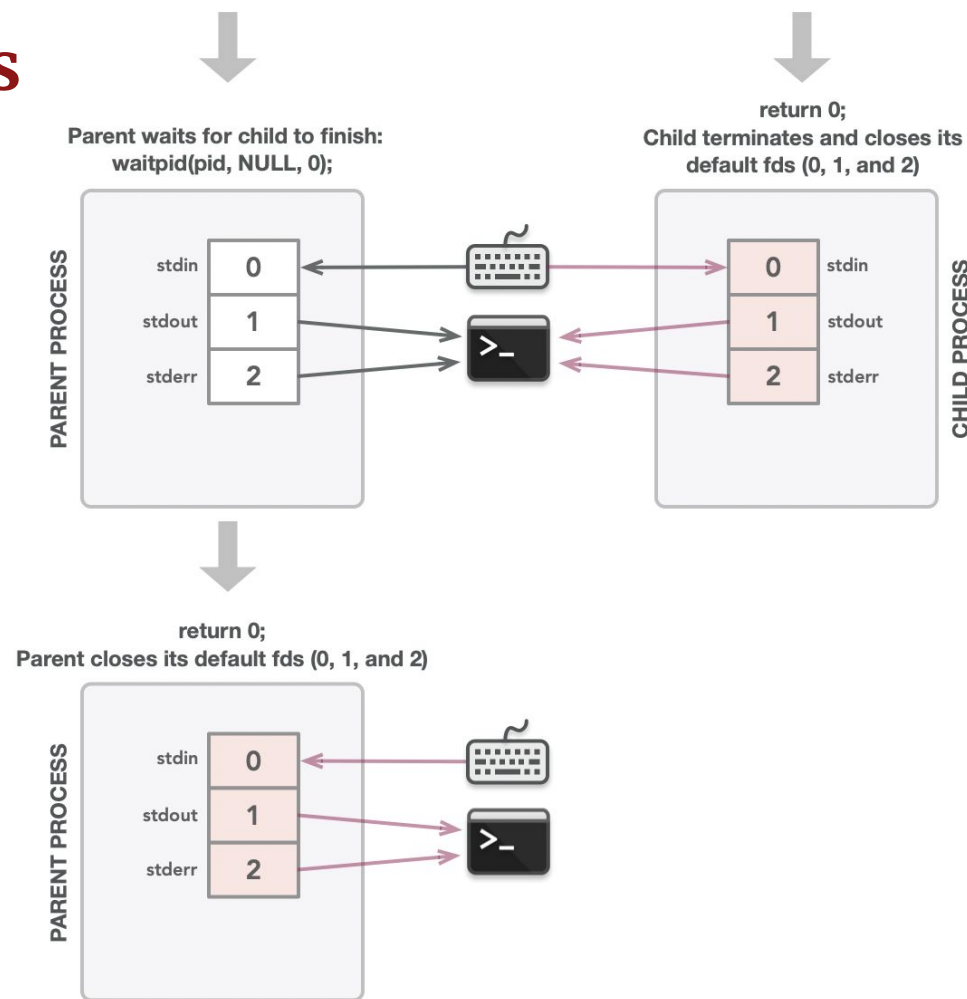 s
Parent waits for child to finish:
waitpid(pid, NULL, 0);
PARENT PROCESS
stdin
0
stdout
1
stderr
2
>_
return 0;
Child terminates and closes its
default fds (0, 1, and 2)
0
stdin
1
stdout
2
stderr
CHILD PROCESS
return 0;
Parent closes its default fds (0, 1, and 2)
PARENT PROCESS
stdin
0
stdout
1
stderr
2
>_